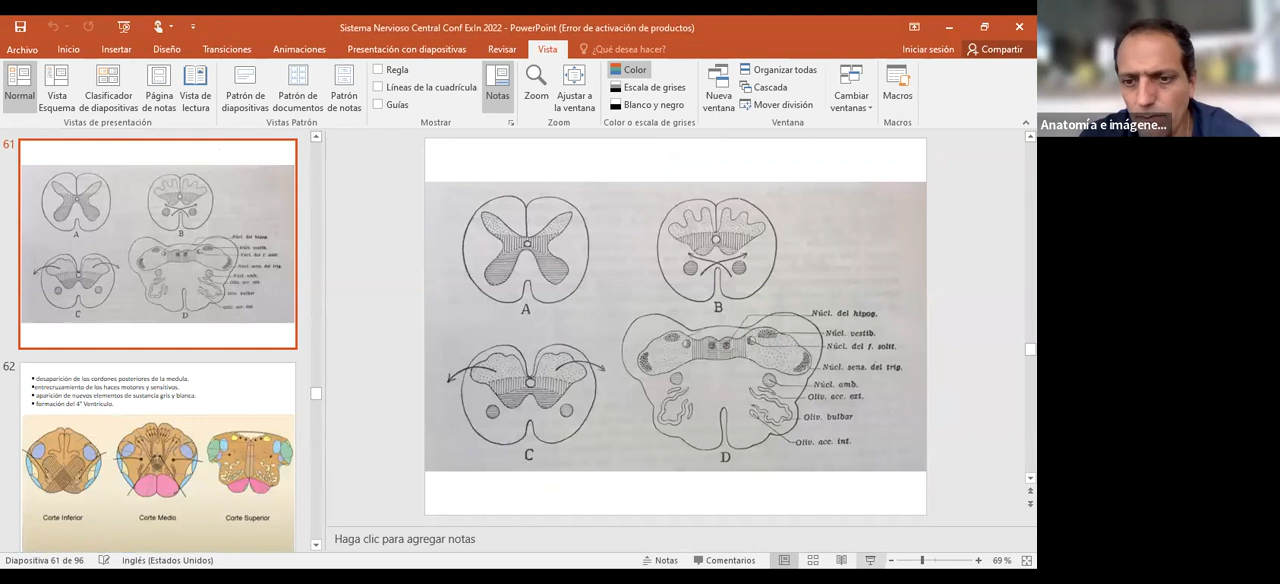 Sistema Nervioso Central Conf ExIn 2022 - PowerPoint (Error de activación de productos)
Archivo Inicio Insertar Diseño Transiciones Animaciones Presentación con diapositivas Revisar Vista ¿Qué desea hacer? Iniciar sesión Compartir
Normal
Vista Esquema
Clasificador de diapositivas
Página de notas
Vista de lectura
Vistas de presentación
Patrón de diapositivas
Patrón de documentos
Patrón de notas
Vistas Patrón
Regla
Líneas de la cuadrícula
Guías
Mostrar
Notas
Zoom
Ajustar a la ventana
Zoom
Color
Escala de grises
Blanco y negro
Color o escala de grises
Nueva ventana
Organizar todas
Cascada
Mover división
Cambiar ventanas
Ventana
Macros
Macros
Anatomía e imágene...
61
A
B
C
D
62
• desaparición de los cordones posteriores de la medula.
•entrecruzamiento de los haces motores y sensitivos.
• aparición de nuevos elementos de sustancia gris y blanca.
• formación del 4° Ventriculo.
Corte Inferior
Corte Medio
Corte Superior
A
B
C
D
Núcl. del hipog.
Núcl. vestib.
Núcl. del f. solit.
Núcl. sens. del trig.
Núcl. amb.
Oliv. acc. ext.
Oliv. bulbar
Oliv. acc. int.
Haga clic para agregar notas
Diapositiva 61 de 96
Inglés (Estados Unidos)
Notas
Comentarios
69 %